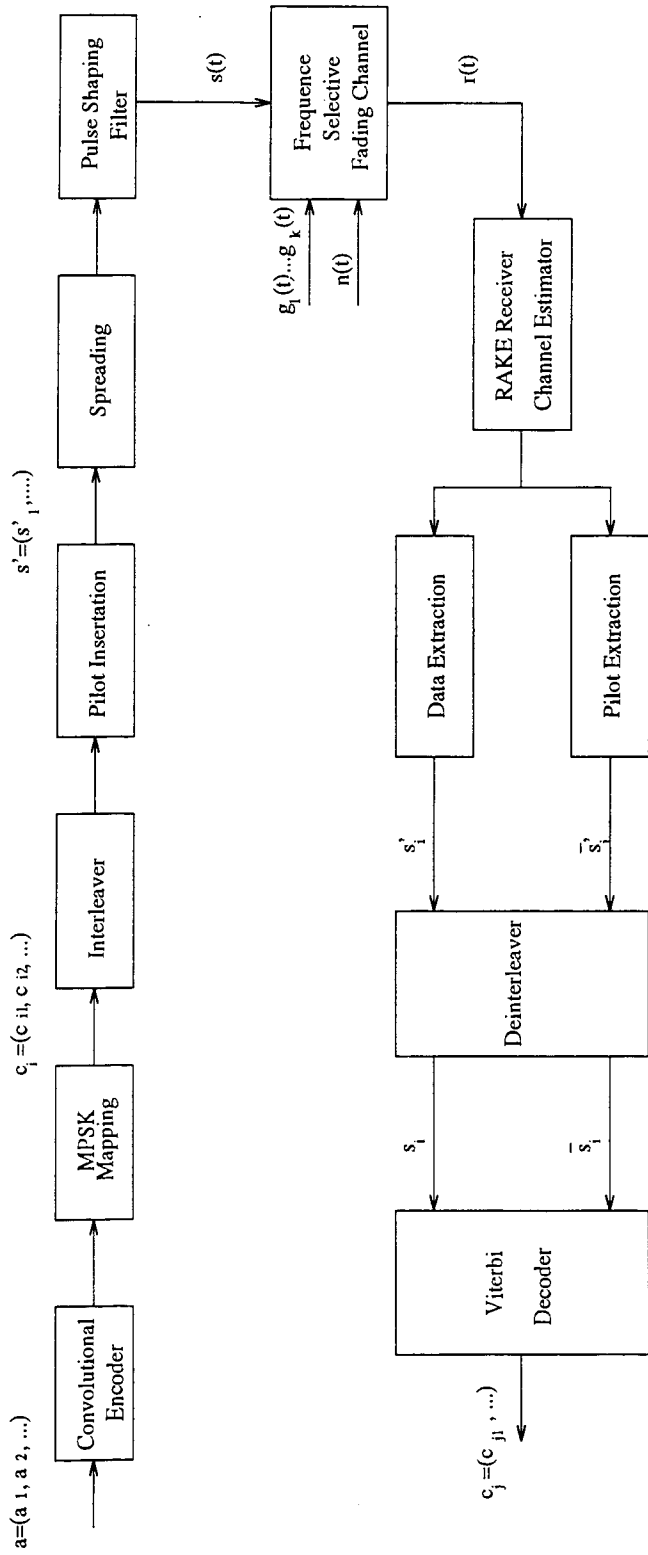 a=(a 1, a 2, ...)
Convolutional
Encoder
MPSK
Mapping
c i =(c i1, c i2, ...)
Interleaver
Pilot Insertation
s'=(s' 1 ,....)
Spreading
Pulse Shaping
Filter
s(t)
g 1 (t)...g k (t)
n(t)
Frequence
Selective
Fading Channel
r(t)
RAKE Receiver
Channel Estimator
Data Extraction
Pilot Extraction
s i '
s̄ i '
Deinterleaver
s i
s̄ i
Viterbi
Decoder
c j =(c j1 , ...)